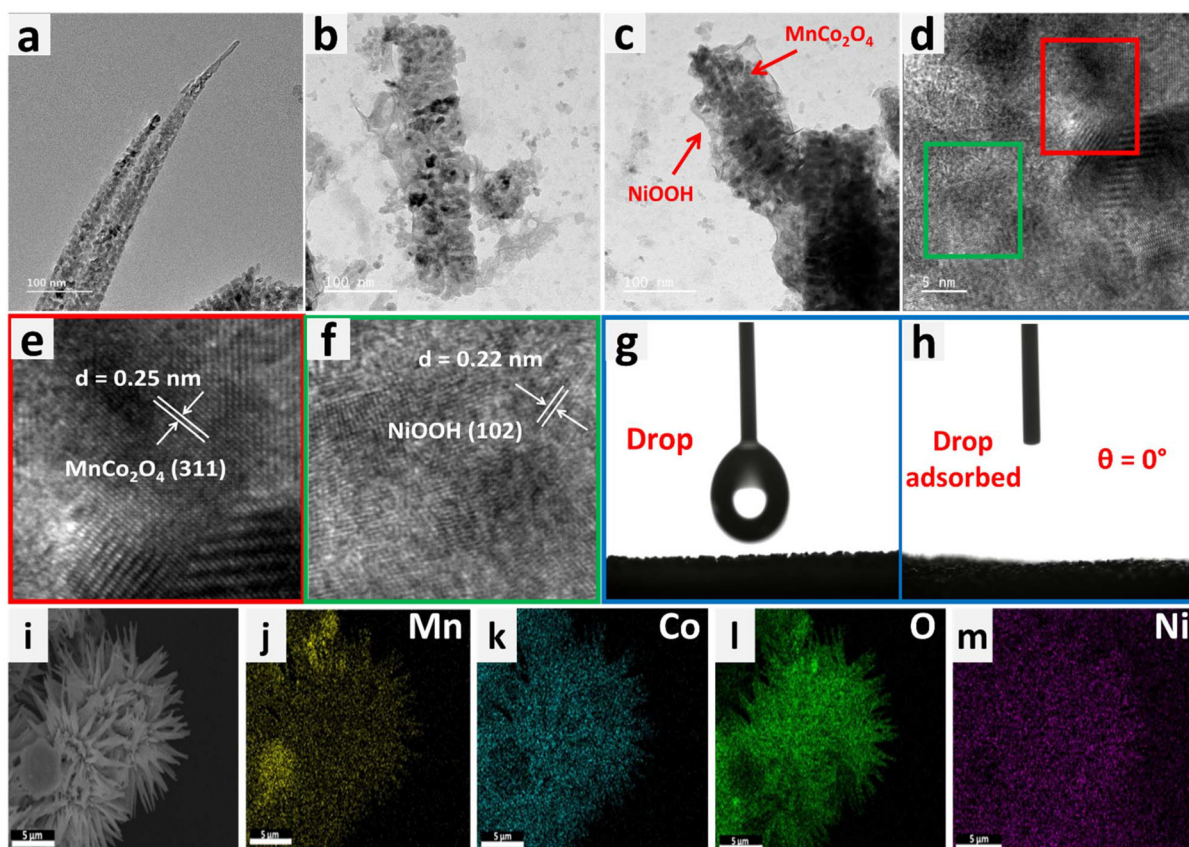 a
100 nm
b
100 nm
c
MnCo₂O₄
NiOOH
100 nm
d
5 nm
e
d = 0.25 nm
MnCo₂O₄ (311)
f
d = 0.22 nm
NiOOH (102)
g
Drop
h
Drop
adsorbed
θ = 0°
i
5 μm
j
Mn
5 μm
k
Co
5 μm
l
O
5 μm
m
Ni
5 μm